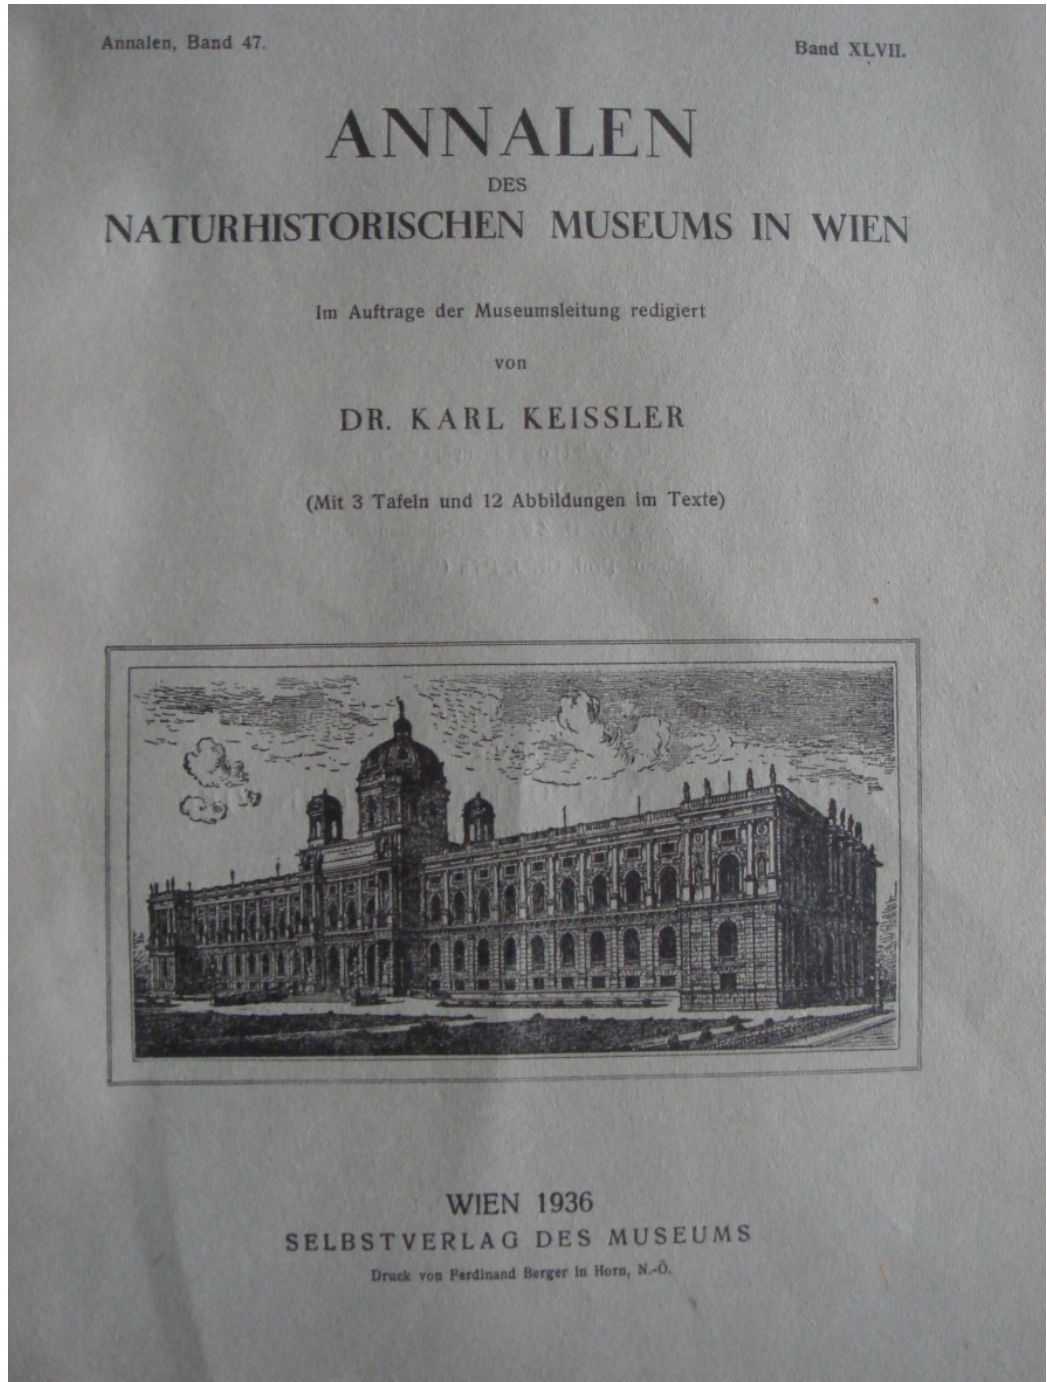 Annalen, Band 47.
Band XLVII.
ANNALEN
DES
NATURHISTORISCHEN MUSEUMS IN WIEN
Im Auftrage der Museumsleitung redigiert
von
DR. KARL KEISSLER
(Mit 3 Tafeln und 12 Abbildungen im Texte)
WIEN 1936
SELBSTVERLAG DES MUSEUMS
Druck von Ferdinand Berger in Horn, N.-Ö.